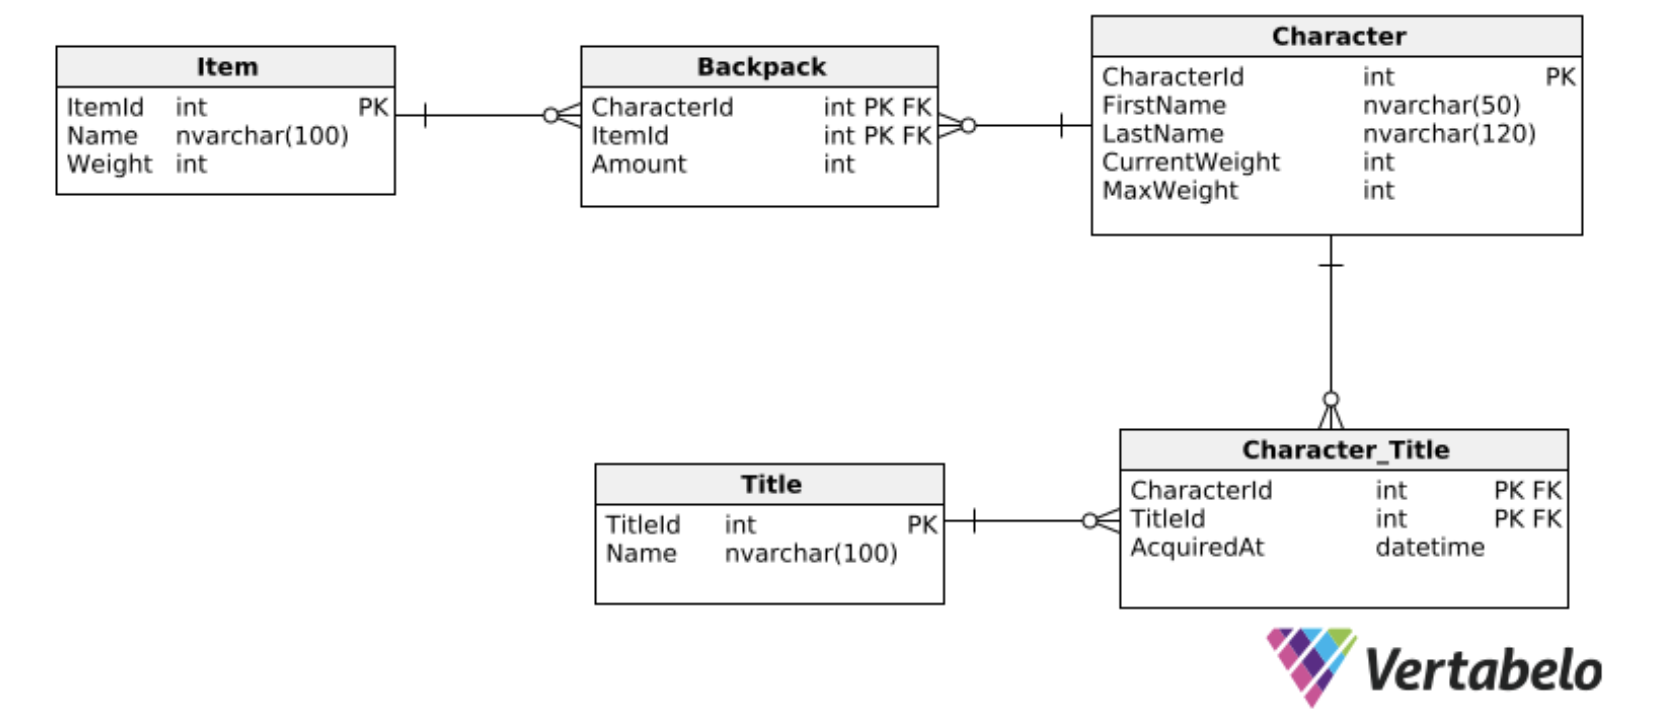 Item
ItemId int PK
Name nvarchar(100)
Weight int
Backpack
CharacterId int PK FK
ItemId int PK FK
Amount int
Character
CharacterId int PK
FirstName nvarchar(50)
LastName nvarchar(120)
CurrentWeight int
MaxWeight int
Title
TitleId int PK
Name nvarchar(100)
Character_Title
CharacterId int PK FK
TitleId int PK FK
AcquiredAt datetime
Vertabelo